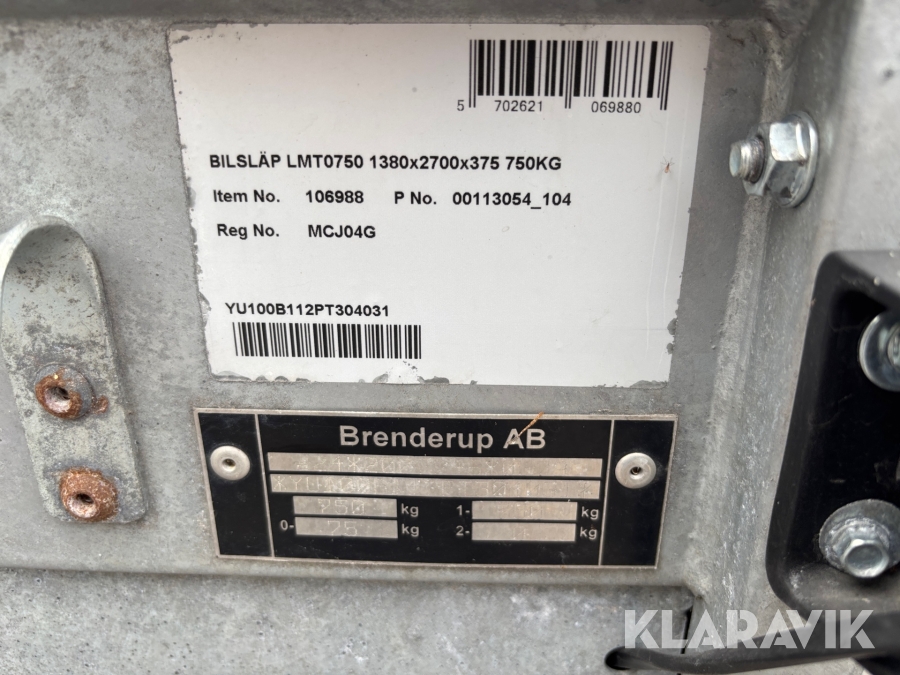 5 702621 069880
BILSLÄP LMT0750 1380x2700x375 750KG
Item No. 106988 P No. 00113054_104
Reg No. MCJ04G
YU100B112PT304031
Brenderup AB
750 kg 1- kg
0- 75 kg 2- kg
KLARAVIK